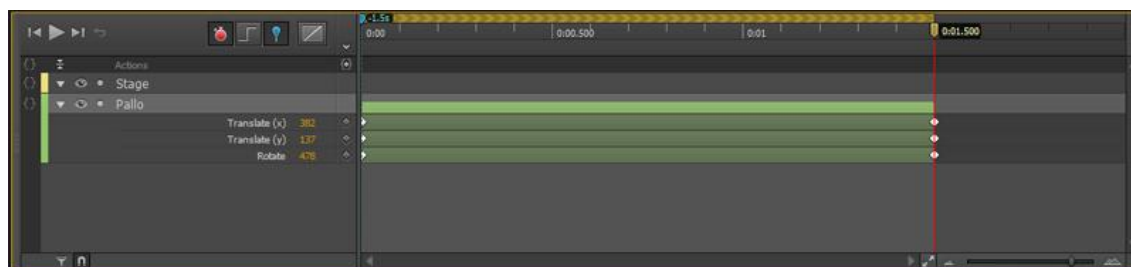 -1.5s
0:00 0:00.500 0:01 0:01.500
Actions
Stage
Pallo
Translate (x) 382
Translate (y) 137
Rotate 478